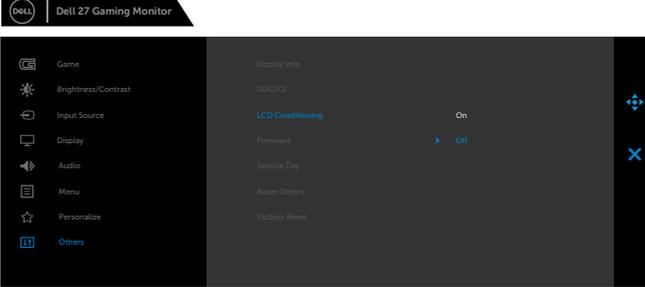 DELL
Dell 27 Gaming Monitor
Game
Display Info
Brightness/Contrast
DDC/CI
Input Source
LCD Conditioning
On
Display
Firmware
Off
Audio
Service Tag
Menu
Reset Others
Personalize
Factory Reset
Others